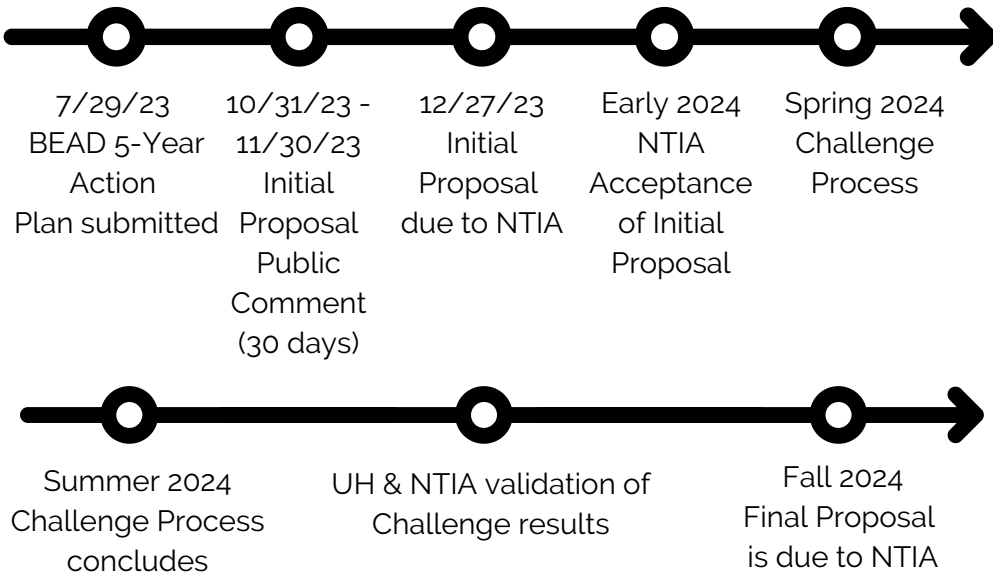 7/29/23
BEAD 5-Year
Action
Plan submitted
10/31/23 -
11/30/23
Initial
Proposal
Public
Comment
(30 days)
12/27/23
Initial
Proposal
due to NTIA
Early 2024
NTIA
Acceptance
of Initial
Proposal
Spring 2024
Challenge
Process
Summer 2024
Challenge Process
concludes
UH & NTIA validation of
Challenge results
Fall 2024
Final Proposal
is due to NTIA